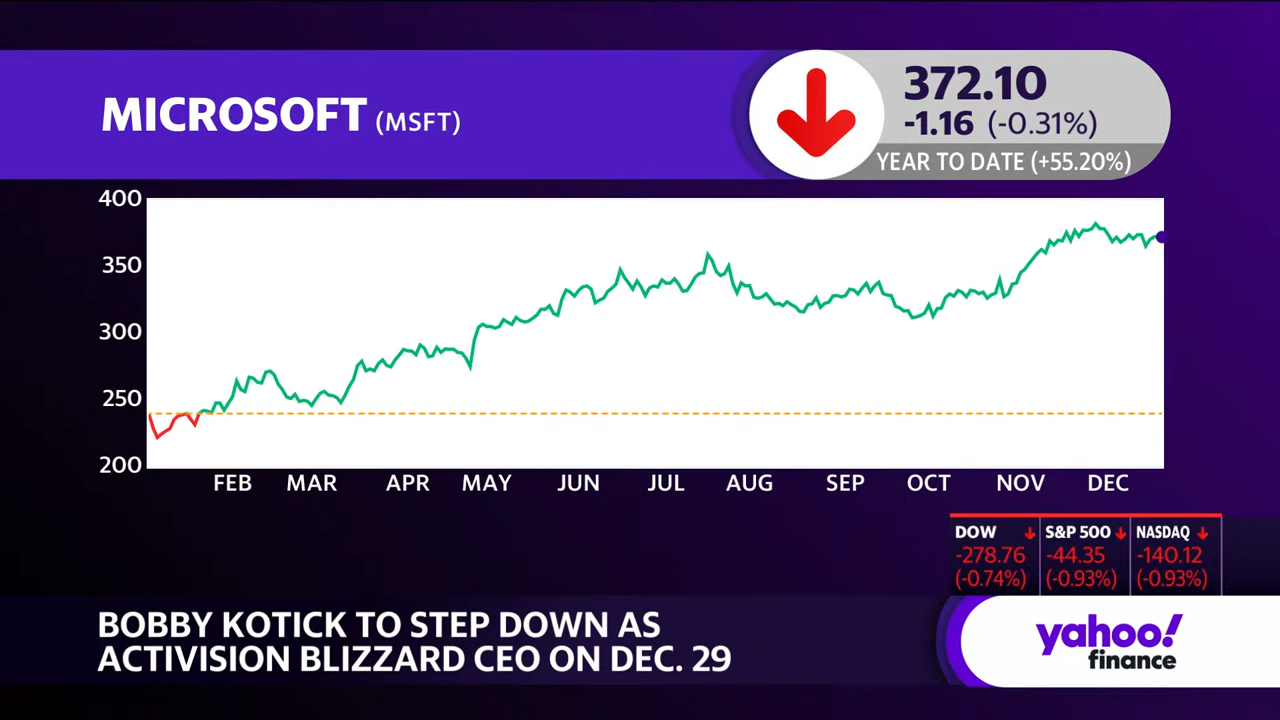 MICROSOFT (MSFT)
372.10
-1.16 (-0.31%)
YEAR TO DATE (+55.20%)
400
350
300
250
200
FEB MAR APR MAY JUN JUL AUG SEP OCT NOV DEC
DOW S&P 500 NASDAQ
-278.76 -44.35 -140.12
(-0.74%) (-0.93%) (-0.93%)
BOBBY KOTICK TO STEP DOWN AS
ACTIVISION BLIZZARD CEO ON DEC. 29
yahoo!
finance